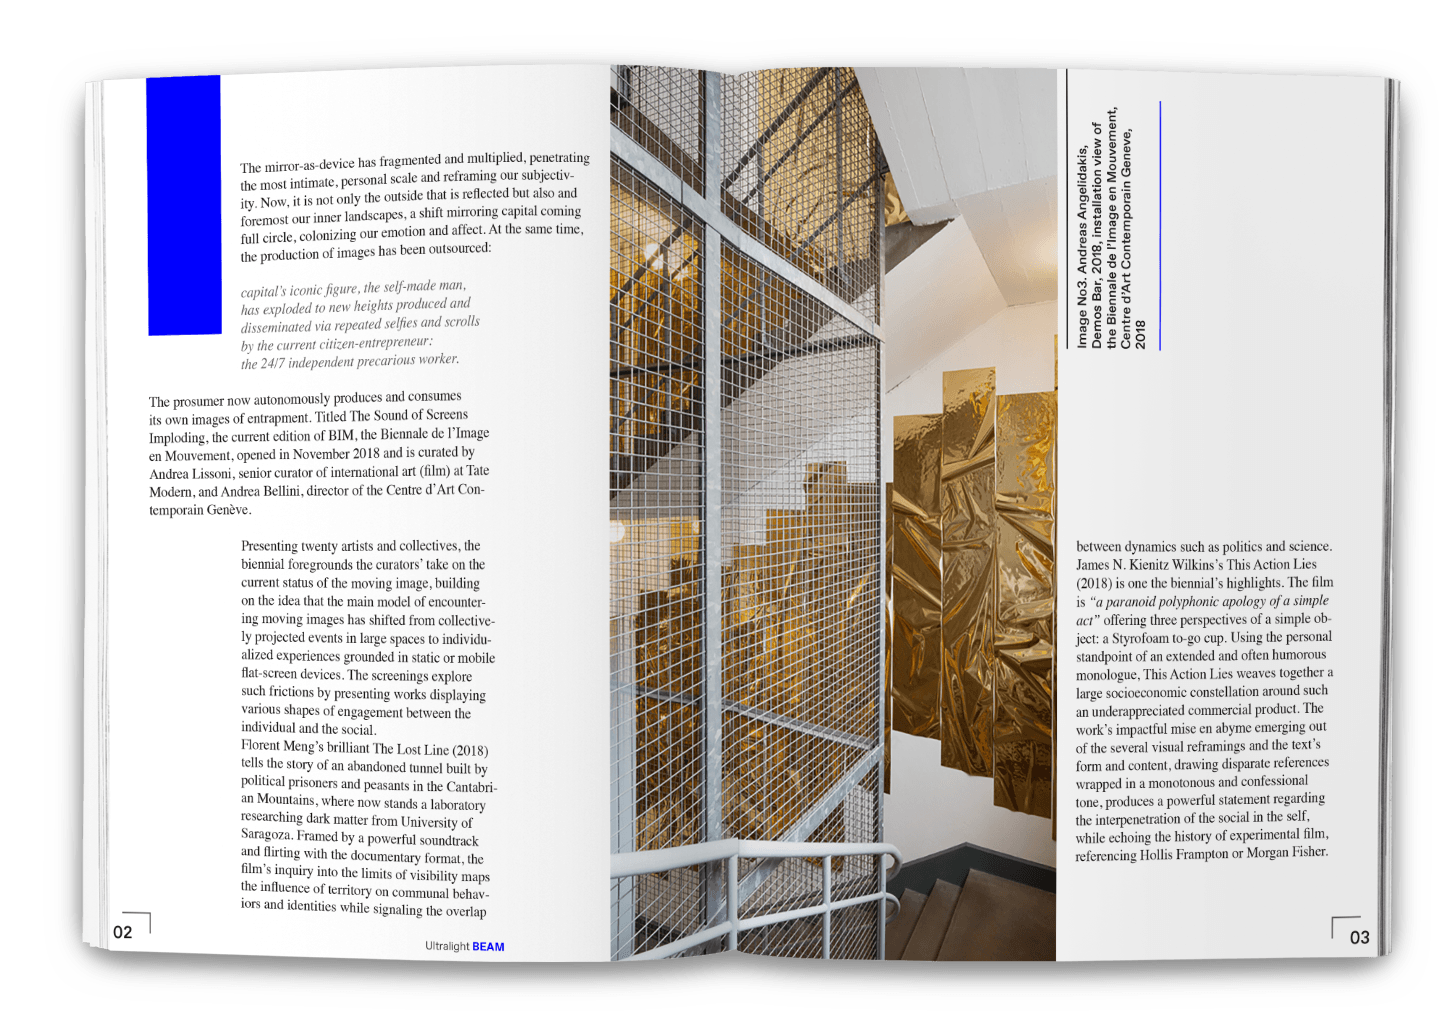 The mirror-as-device has fragmented and multiplied, penetrating
the most intimate, personal scale and reframing our subjectiv-
ity. Now, it is not only the outside that is reflected but also and
foremost our inner landscapes, a shift mirroring capital coming
full circle, colonizing our emotion and affect. At the same time,
the production of images has been outsourced:
capital's iconic figure, the self-made man,
has exploded to new heights produced and
disseminated via repeated selfies and scrolls
by the current citizen-entrepreneur:
the 24/7 independent precarious worker.
The prosumer now autonomously produces and consumes
its own images of entrapment. Titled The Sound of Screens
Imploding, the current edition of BIM, the Biennale de l'Image
en Mouvement, opened in November 2018 and is curated by
Andrea Lissoni, senior curator of international art (film) at Tate
Modern, and Andrea Bellini, director of the Centre d'Art Con-
temporain Genève.
Presenting twenty artists and collectives, the
biennial foregrounds the curators' take on the
current status of the moving image, building
on the idea that the main model of encounter-
ing moving images has shifted from collective-
ly projected events in large spaces to individu-
alized experiences grounded in static or mobile
flat-screen devices. The screenings explore
such frictions by presenting works displaying
various shapes of engagement between the
individual and the social.
Florent Meng's brilliant The Lost Line (2018)
tells the story of an abandoned tunnel built by
political prisoners and peasants in the Cantabri-
an Mountains, where now stands a laboratory
researching dark matter from University of
Saragoza. Framed by a powerful soundtrack
and flirting with the documentary format, the
film's inquiry into the limits of visibility maps
the influence of territory on communal behav-
iors and identities while signaling the overlap
02
Ultralight BEAM
Image No3. Andreas Angelidakis,
Demos Bar, 2018, installation view of
the Biennale de l'Image en Mouvement,
Centre d'Art Contemporain Geneve,
2018
between dynamics such as politics and science.
James N. Kienitz Wilkins's This Action Lies
(2018) is one the biennial's highlights. The film
is "a paranoid polyphonic apology of a simple
act" offering three perspectives of a simple ob-
ject: a Styrofoam to-go cup. Using the personal
standpoint of an extended and often humorous
monologue, This Action Lies weaves together a
large socioeconomic constellation around such
an underappreciated commercial product. The
work's impactful mise en abyme emerging out
of the several visual reframings and the text's
form and content, drawing disparate references
wrapped in a monotonous and confessional
tone, produces a powerful statement regarding
the interpenetration of the social in the self,
while echoing the history of experimental film,
referencing Hollis Frampton or Morgan Fisher.
03